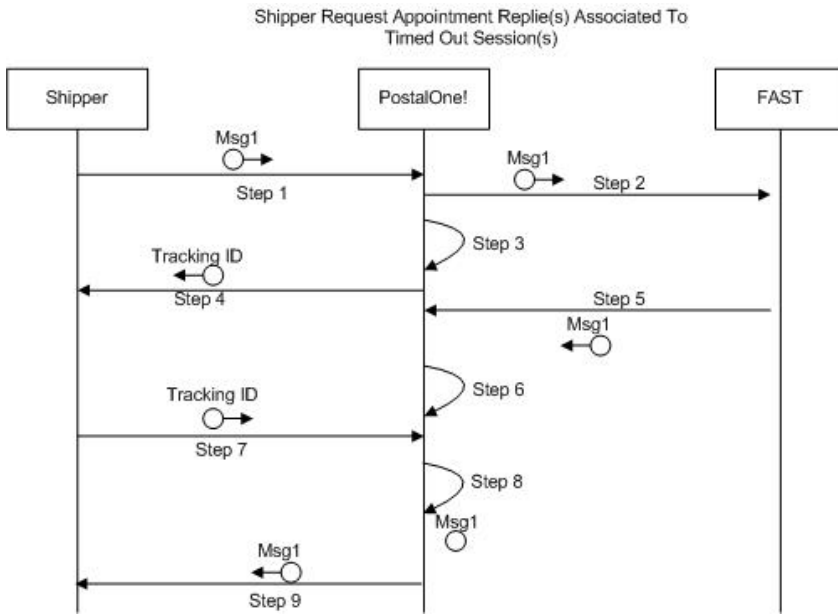 Shipper Request Appointment Replie(s) Associated To
Timed Out Session(s)
Shipper
PostalOne!
FAST
Msg1
Step 1
Msg1
Step 2
Step 3
Tracking ID
Step 4
Step 5
Msg1
Step 6
Tracking ID
Step 7
Step 8
Msg1
Msg1
Step 9